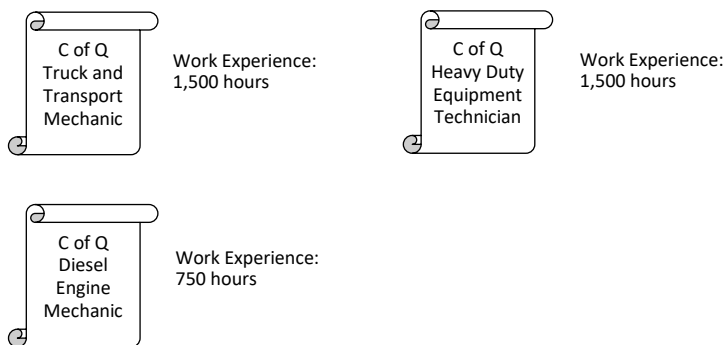 C of Q
Truck and
Transport
Mechanic
Work Experience:
1,500 hours
C of Q
Heavy Duty
Equipment
Technician
Work Experience:
1,500 hours
C of Q
Diesel
Engine
Mechanic
Work Experience:
750 hours